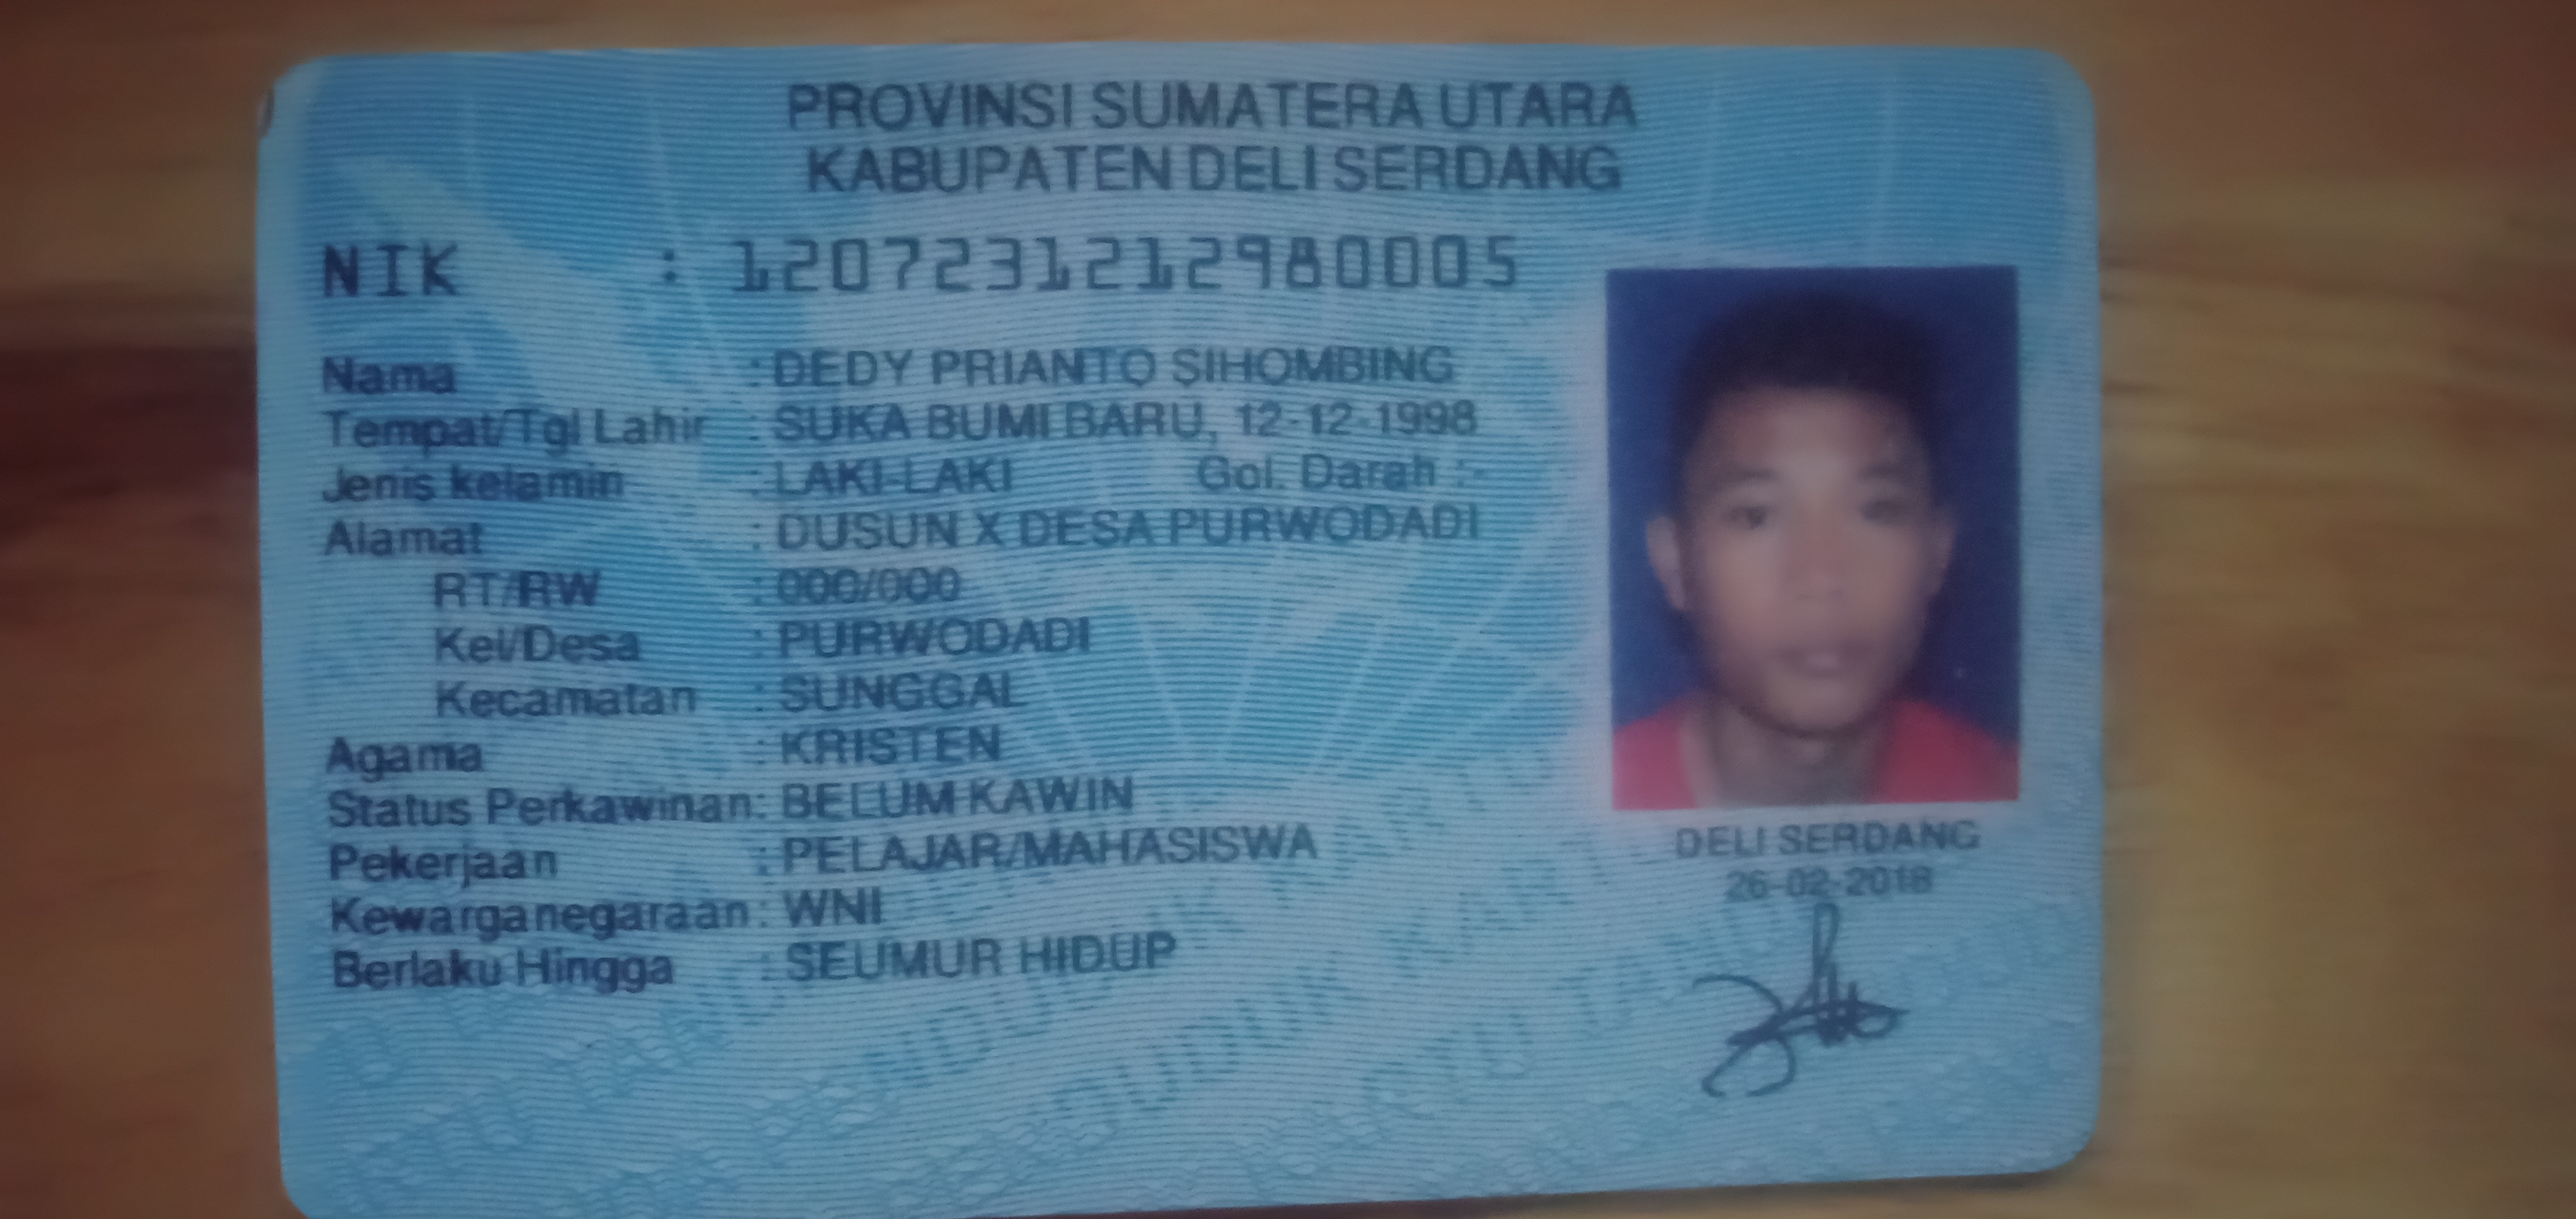 PROVINSI SUMATERA UTARA
KABUPATEN DELI SERDANG
NIK : 1207231212980005
Nama : DEDY PRIANTO SIHOMBING
Tempat/Tgl Lahir : SUKA BUMI BARU, 12-12-1998
Jenis kelamin : LAKI-LAKI Gol. Darah :-
Alamat : DUSUN X DESA PURWODADI
RT/RW : 000/000
Kel/Desa : PURWODADI
Kecamatan : SUNGGAL
Agama : KRISTEN
Status Perkawinan: BELUM KAWIN
Pekerjaan : PELAJAR/MAHASISWA
Kewarganegaraan: WNI
Berlaku Hingga : SEUMUR HIDUP
DELI SERDANG
26-02-2018